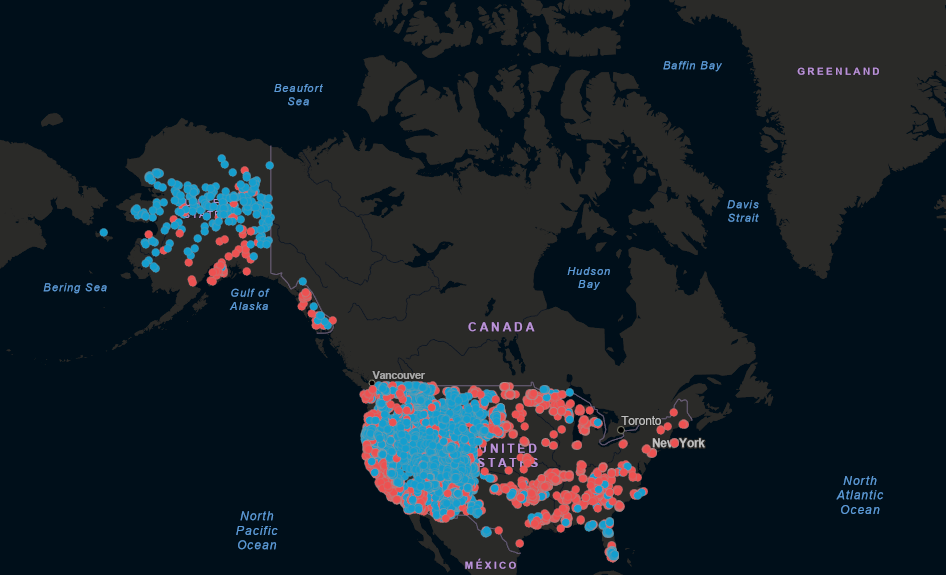 Baffin Bay
GREENLAND
Beaufort
Sea
Davis
Strait
Hudson
Bay
Bering Sea
Gulf of
Alaska
CANADA
Vancouver
Toronto
New York
UNITED
STATES
North
Atlantic
Ocean
North
Pacific
Ocean
MÉXICO